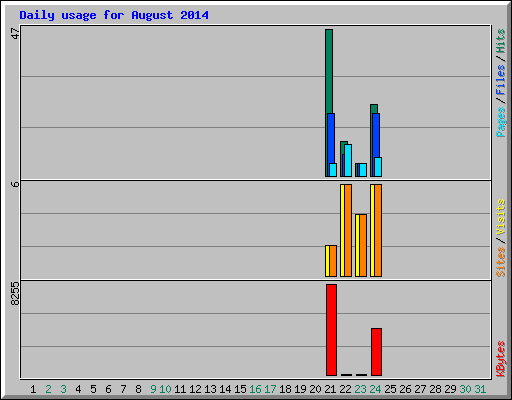 Daily usage for August 2014
47
Pages / Files / Hits
6
Sites / Visits
8255
KBytes
1 2 3 4 5 6 7 8 9 10 11 12 13 14 15 16 17 18 19 20 21 22 23 24 25 26 27 28 29 30 31